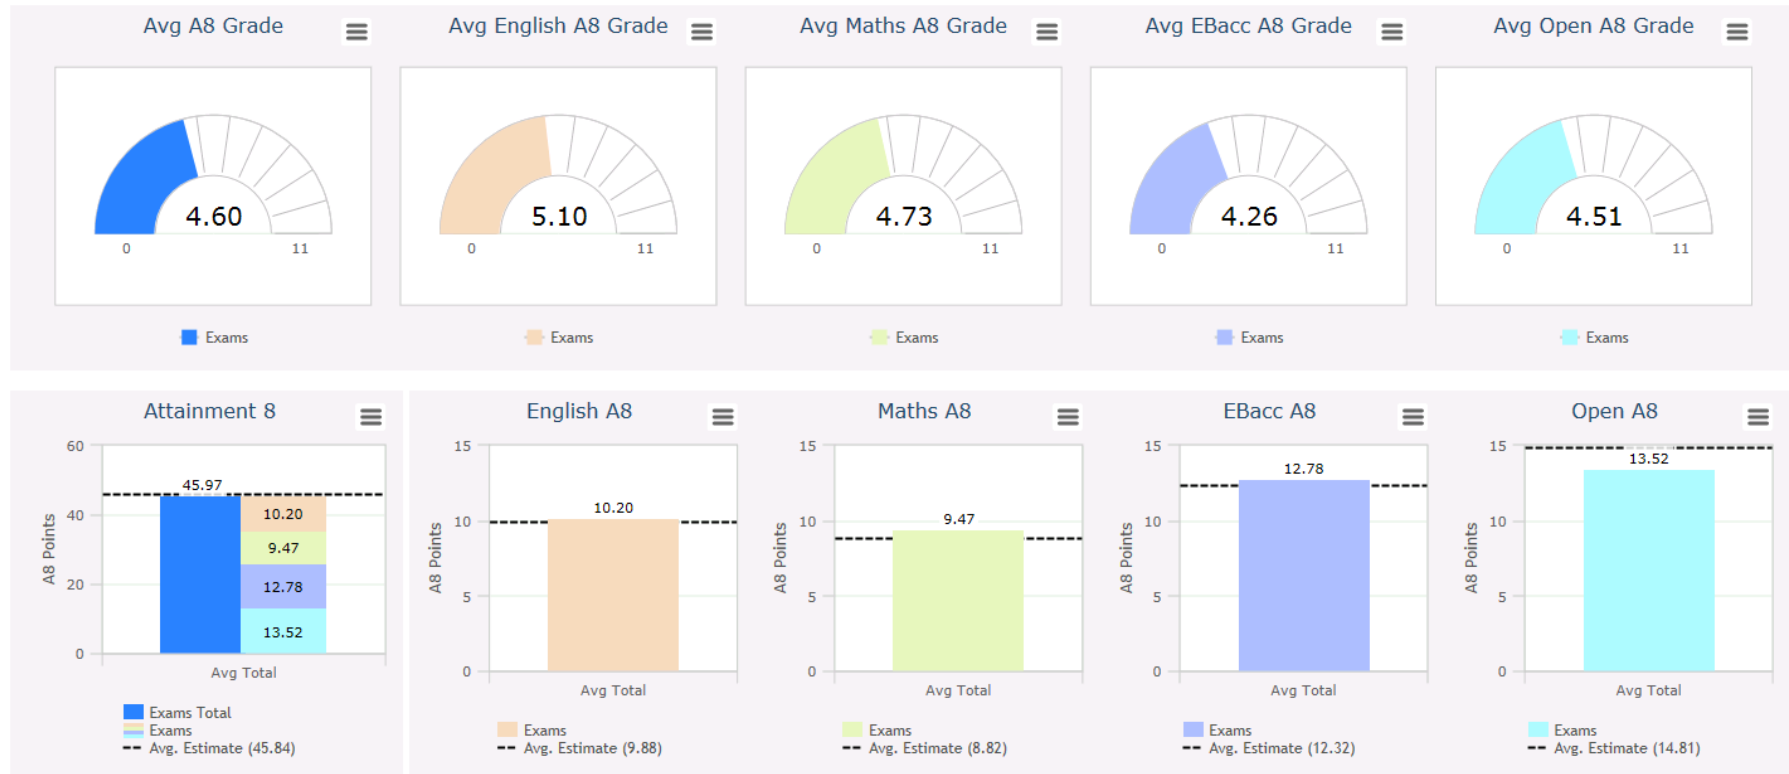 Avg A8 Grade
4.60
0 11
Exams
Avg English A8 Grade
5.10
0 11
Exams
Avg Maths A8 Grade
4.73
0 11
Exams
Avg EBacc A8 Grade
4.26
0 11
Exams
Avg Open A8 Grade
4.51
0 11
Exams
Attainment 8
A8 Points
60
40
20
0
45.97
10.20
9.47
12.78
13.52
Avg Total
Exams Total
Exams
Avg. Estimate (45.84)
English A8
A8 Points
15
10
5
0
10.20
Avg Total
Exams
Avg. Estimate (9.88)
Maths A8
A8 Points
15
10
5
0
9.47
Avg Total
Exams
Avg. Estimate (8.82)
EBacc A8
A8 Points
15
10
5
0
12.78
Avg Total
Exams
Avg. Estimate (12.32)
Open A8
A8 Points
15
10
5
0
13.52
Avg Total
Exams
Avg. Estimate (14.81)